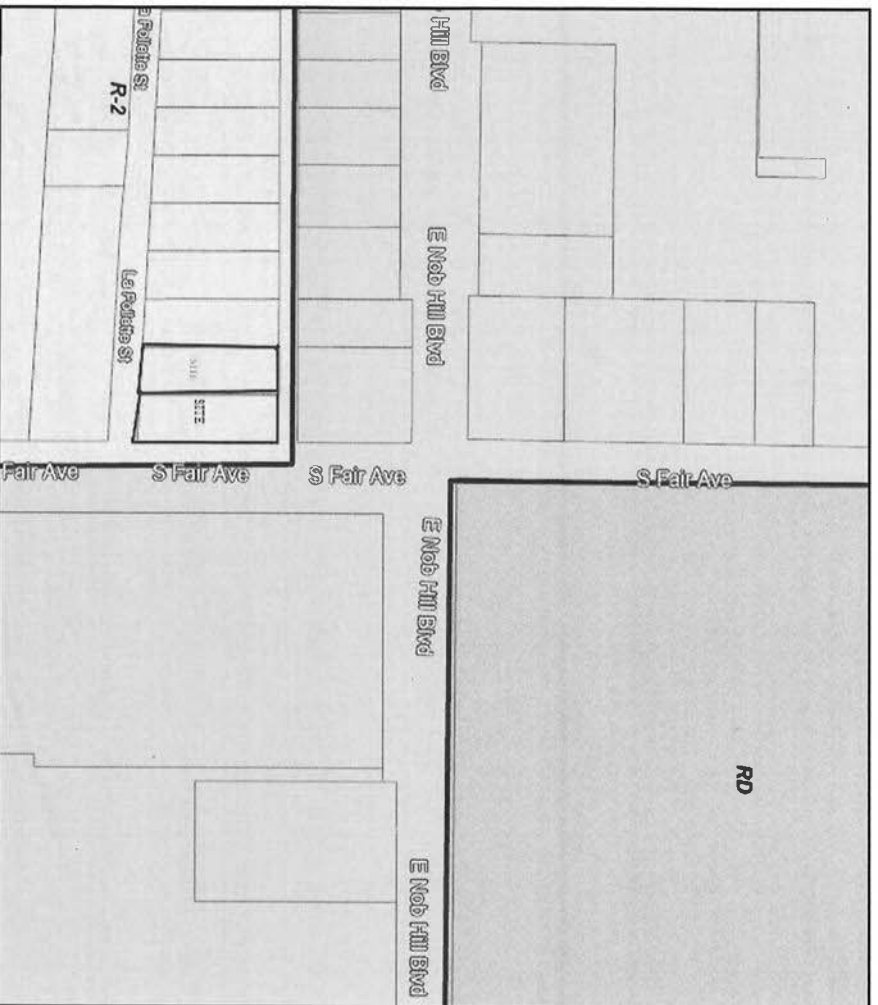 Hill Blvd
a Follette St
R-2
E Nob Hill Blvd
La Follette St
SITE
SITE
Fair Ave
S Fair Ave
S Fair Ave
S Fair Ave
E Nob Hill Blvd
RD
E Nob Hill Blvd